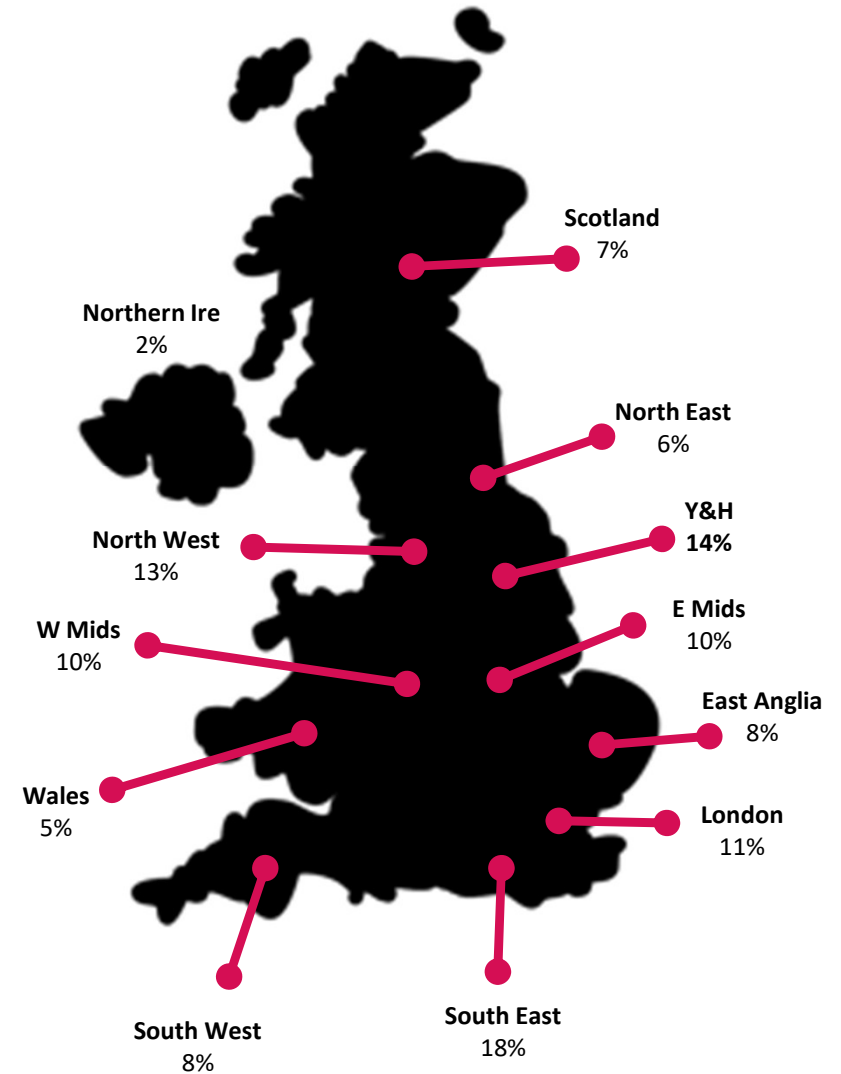 Scotland
7%
Northern Ire
2%
North East
6%
Y&H
14%
North West
13%
E Mids
10%
W Mids
10%
East Anglia
8%
Wales
5%
London
11%
South East
18%
South West
8%